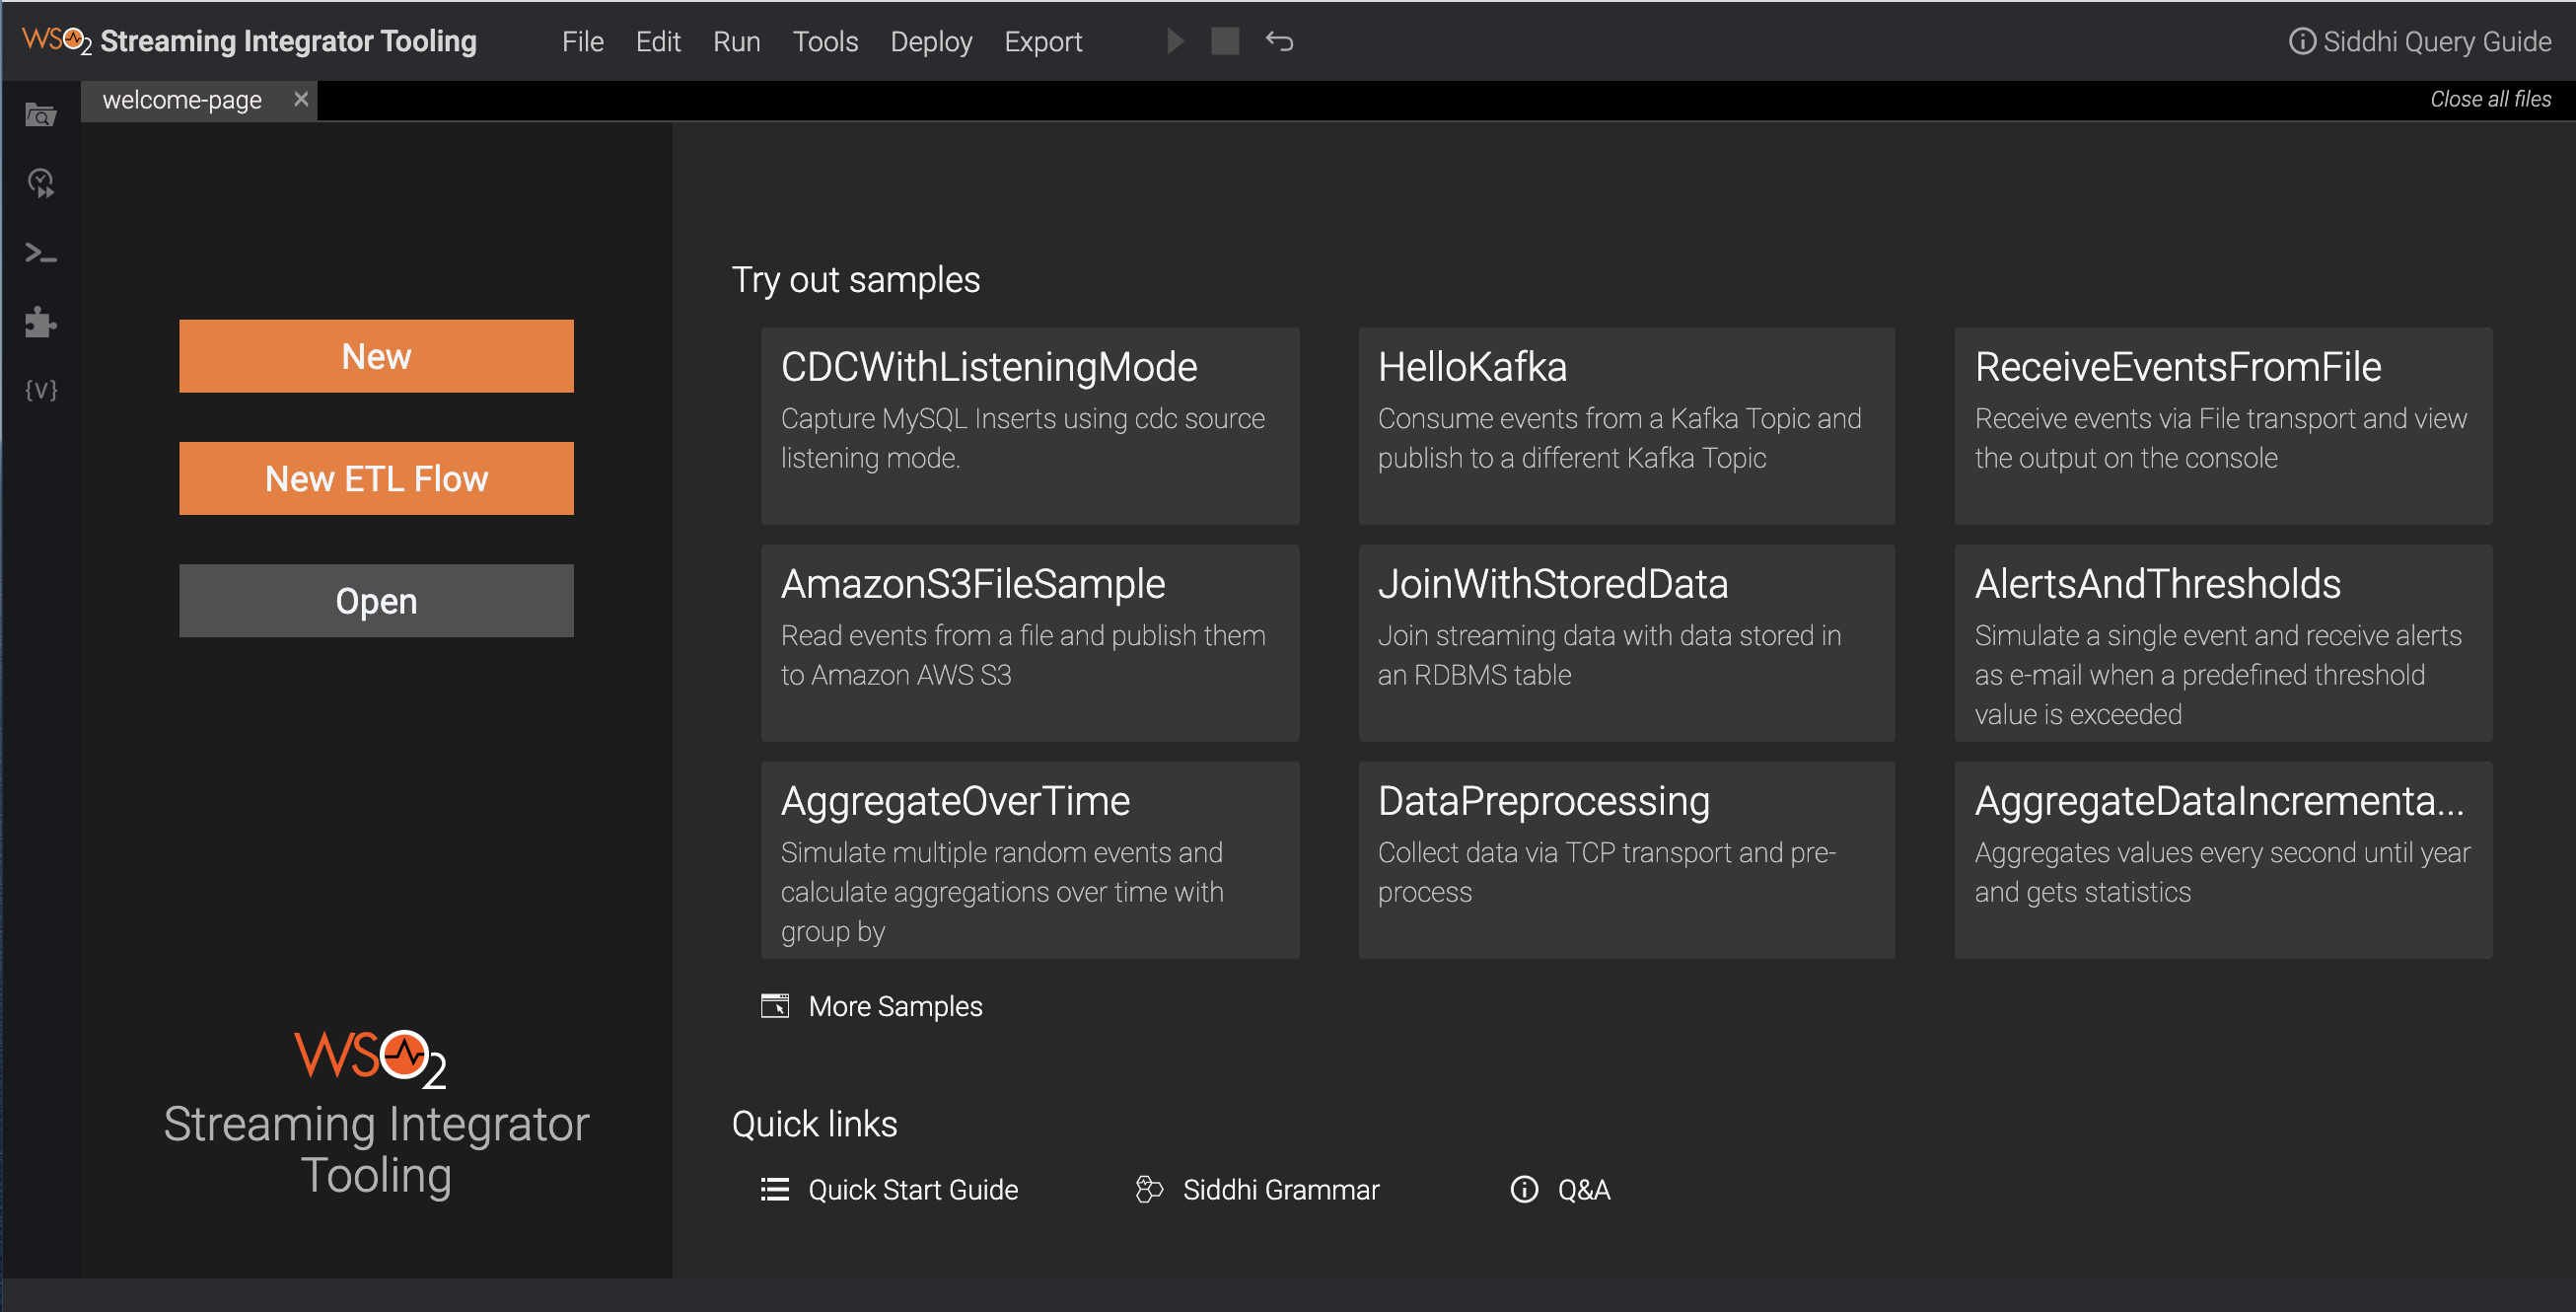 WSO2 Streaming Integrator Tooling File Edit Run Tools Deploy Export Siddhi Query Guide
welcome-page Close all files
{V}
New
New ETL Flow
Open
WSO2
Streaming Integrator
Tooling
Try out samples
CDCWithListeningMode
Capture MySQL Inserts using cdc source
listening mode.
HelloKafka
Consume events from a Kafka Topic and
publish to a different Kafka Topic
ReceiveEventsFromFile
Receive events via File transport and view
the output on the console
AmazonS3FileSample
Read events from a file and publish them
to Amazon AWS S3
JoinWithStoredData
Join streaming data with data stored in
an RDBMS table
AlertsAndThresholds
Simulate a single event and receive alerts
as e-mail when a predefined threshold
value is exceeded
AggregateOverTime
Simulate multiple random events and
calculate aggregations over time with
group by
DataPreprocessing
Collect data via TCP transport and pre-
process
AggregateDataIncrementa...
Aggregates values every second until year
and gets statistics
More Samples
Quick links
Quick Start Guide Siddhi Grammar Q&A